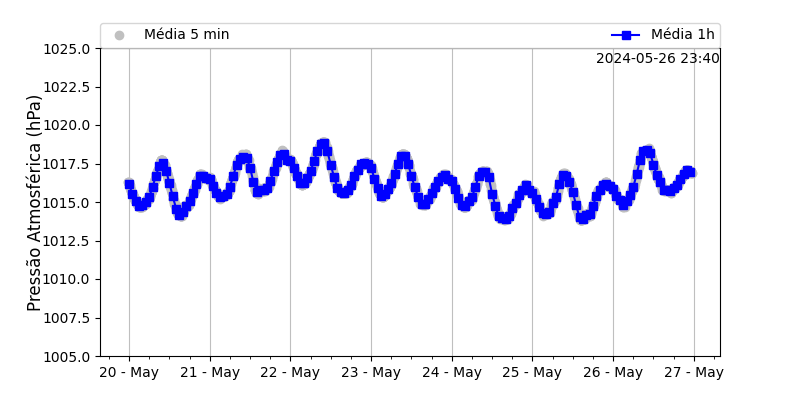 Média 5 min
Média 1h
2024-05-26 23:40
Pressão Atmosférica (hPa)
1025.0
1022.5
1020.0
1017.5
1015.0
1012.5
1010.0
1007.5
1005.0
20 - May 21 - May 22 - May 23 - May 24 - May 25 - May 26 - May 27 - May